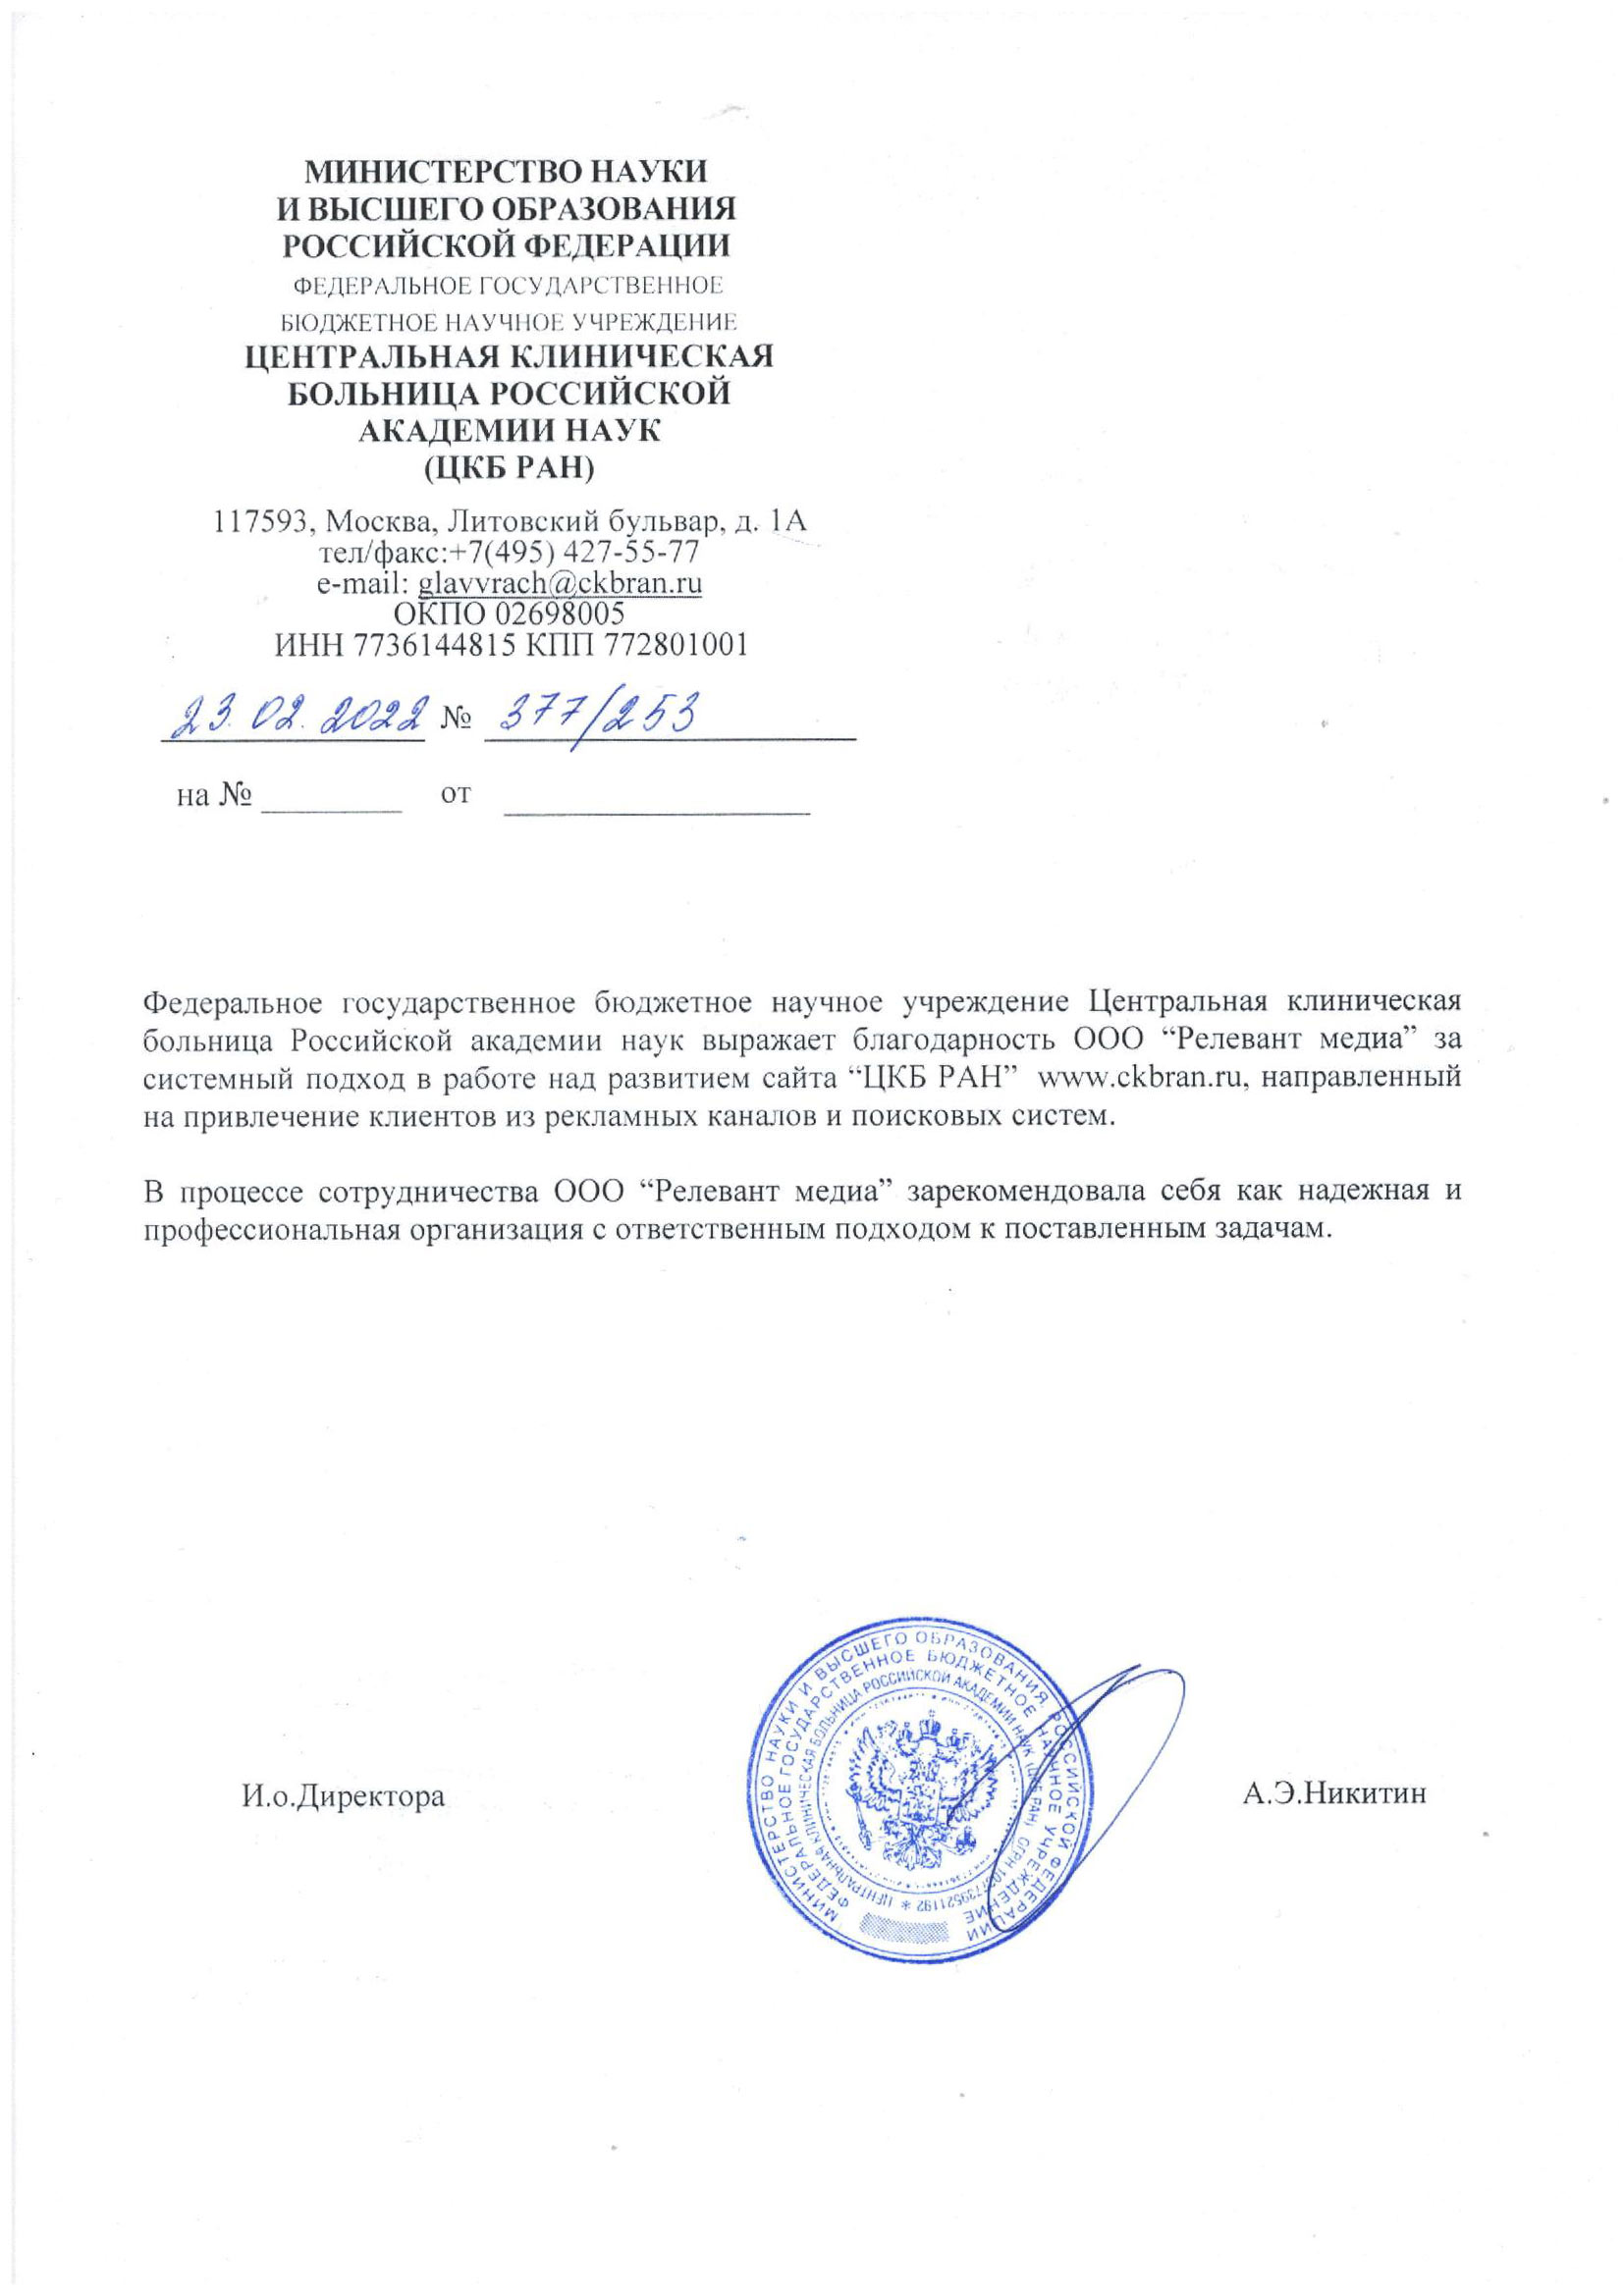 МИНИСТЕРСТВО НАУКИ
И ВЫСШЕГО ОБРАЗОВАНИЯ
РОССИЙСКОЙ ФЕДЕРАЦИИ
ФЕДЕРАЛЬНОЕ ГОСУДАРСТВЕННОЕ
БЮДЖЕТНОЕ НАУЧНОЕ УЧРЕЖДЕНИЕ
ЦЕНТРАЛЬНАЯ КЛИНИЧЕСКАЯ
БОЛЬНИЦА РОССИЙСКОЙ
АКАДЕМИИ НАУК
(ЦКБ РАН)
117593, Москва, Литовский бульвар, д. 1А
тел/факс:+7(495) 427-55-77
e-mail: glavvrach@ckbran.ru
ОКПО 02698005
ИНН 7736144815 КПП 772801001
23.02.2022 № 377/253
на № от
Федеральное государственное бюджетное научное учреждение Центральная клиническая
больница Российской академии наук выражает благодарность ООО “Релевант медиа” за
системный подход в работе над развитием сайта “ЦКБ РАН” www.ckbran.ru, направленный
на привлечение клиентов из рекламных каналов и поисковых систем.
В процессе сотрудничества ООО “Релевант медиа” зарекомендовала себя как надежная и
профессиональная организация с ответственным подходом к поставленным задачам.
МИНИСТЕРСТВО НАУКИ И ВЫСШЕГО ОБРАЗОВАНИЯ РОССИЙСКОЙ ФЕДЕРАЦИИ
ФЕДЕРАЛЬНОЕ ГОСУДАРСТВЕННОЕ БЮДЖЕТНОЕ НАУЧНОЕ УЧРЕЖДЕНИЕ
ЦЕНТРАЛЬНАЯ КЛИНИЧЕСКАЯ БОЛЬНИЦА РОССИЙСКОЙ АКАДЕМИИ НАУК (ЦКБ РАН) ОГРН
И.о.Директора А.Э.Никитин